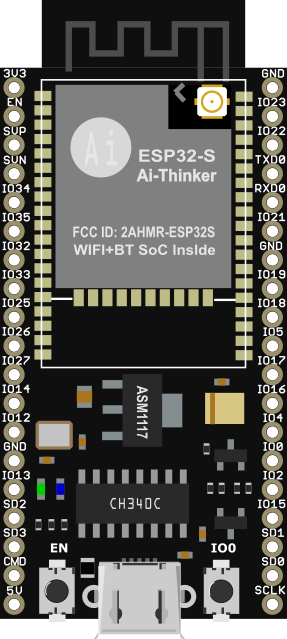 3V3
EN
SVP
SVN
IO34
IO35
IO32
IO33
IO25
IO26
IO27
IO14
IO12
GND
IO13
SD2
SD3
CMD
5V
GND
IO23
IO22
TXD0
RXD0
IO21
GND
IO19
IO18
IO5
IO17
IO16
IO4
IO0
IO2
IO15
SD1
SD0
SCLK
Ai
ESP32-S
Ai-Thinker
FCC ID: 2AHMR-ESP32S
WIFI+BT SoC Inside
ASM1117
CH340C
EN
IO0